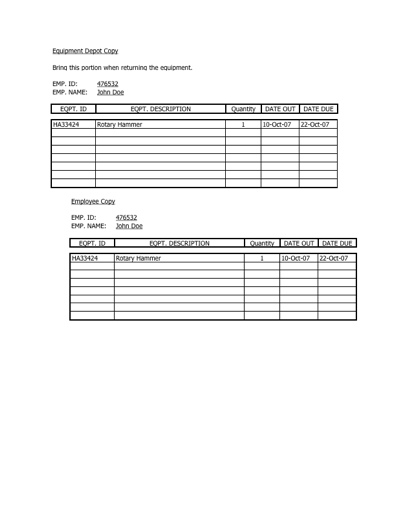 Equipment Depot Copy
Bring this portion when returning the equipment.
EMP. ID: 476532
EMP. NAME: John Doe
EQPT. ID EQPT. DESCRIPTION Quantity DATE OUT DATE DUE
HA33424 Rotary Hammer 1 10-Oct-07 22-Oct-07
Employee Copy
EMP. ID: 476532
EMP. NAME: John Doe
EQPT. ID EQPT. DESCRIPTION Quantity DATE OUT DATE DUE
HA33424 Rotary Hammer 1 10-Oct-07 22-Oct-07